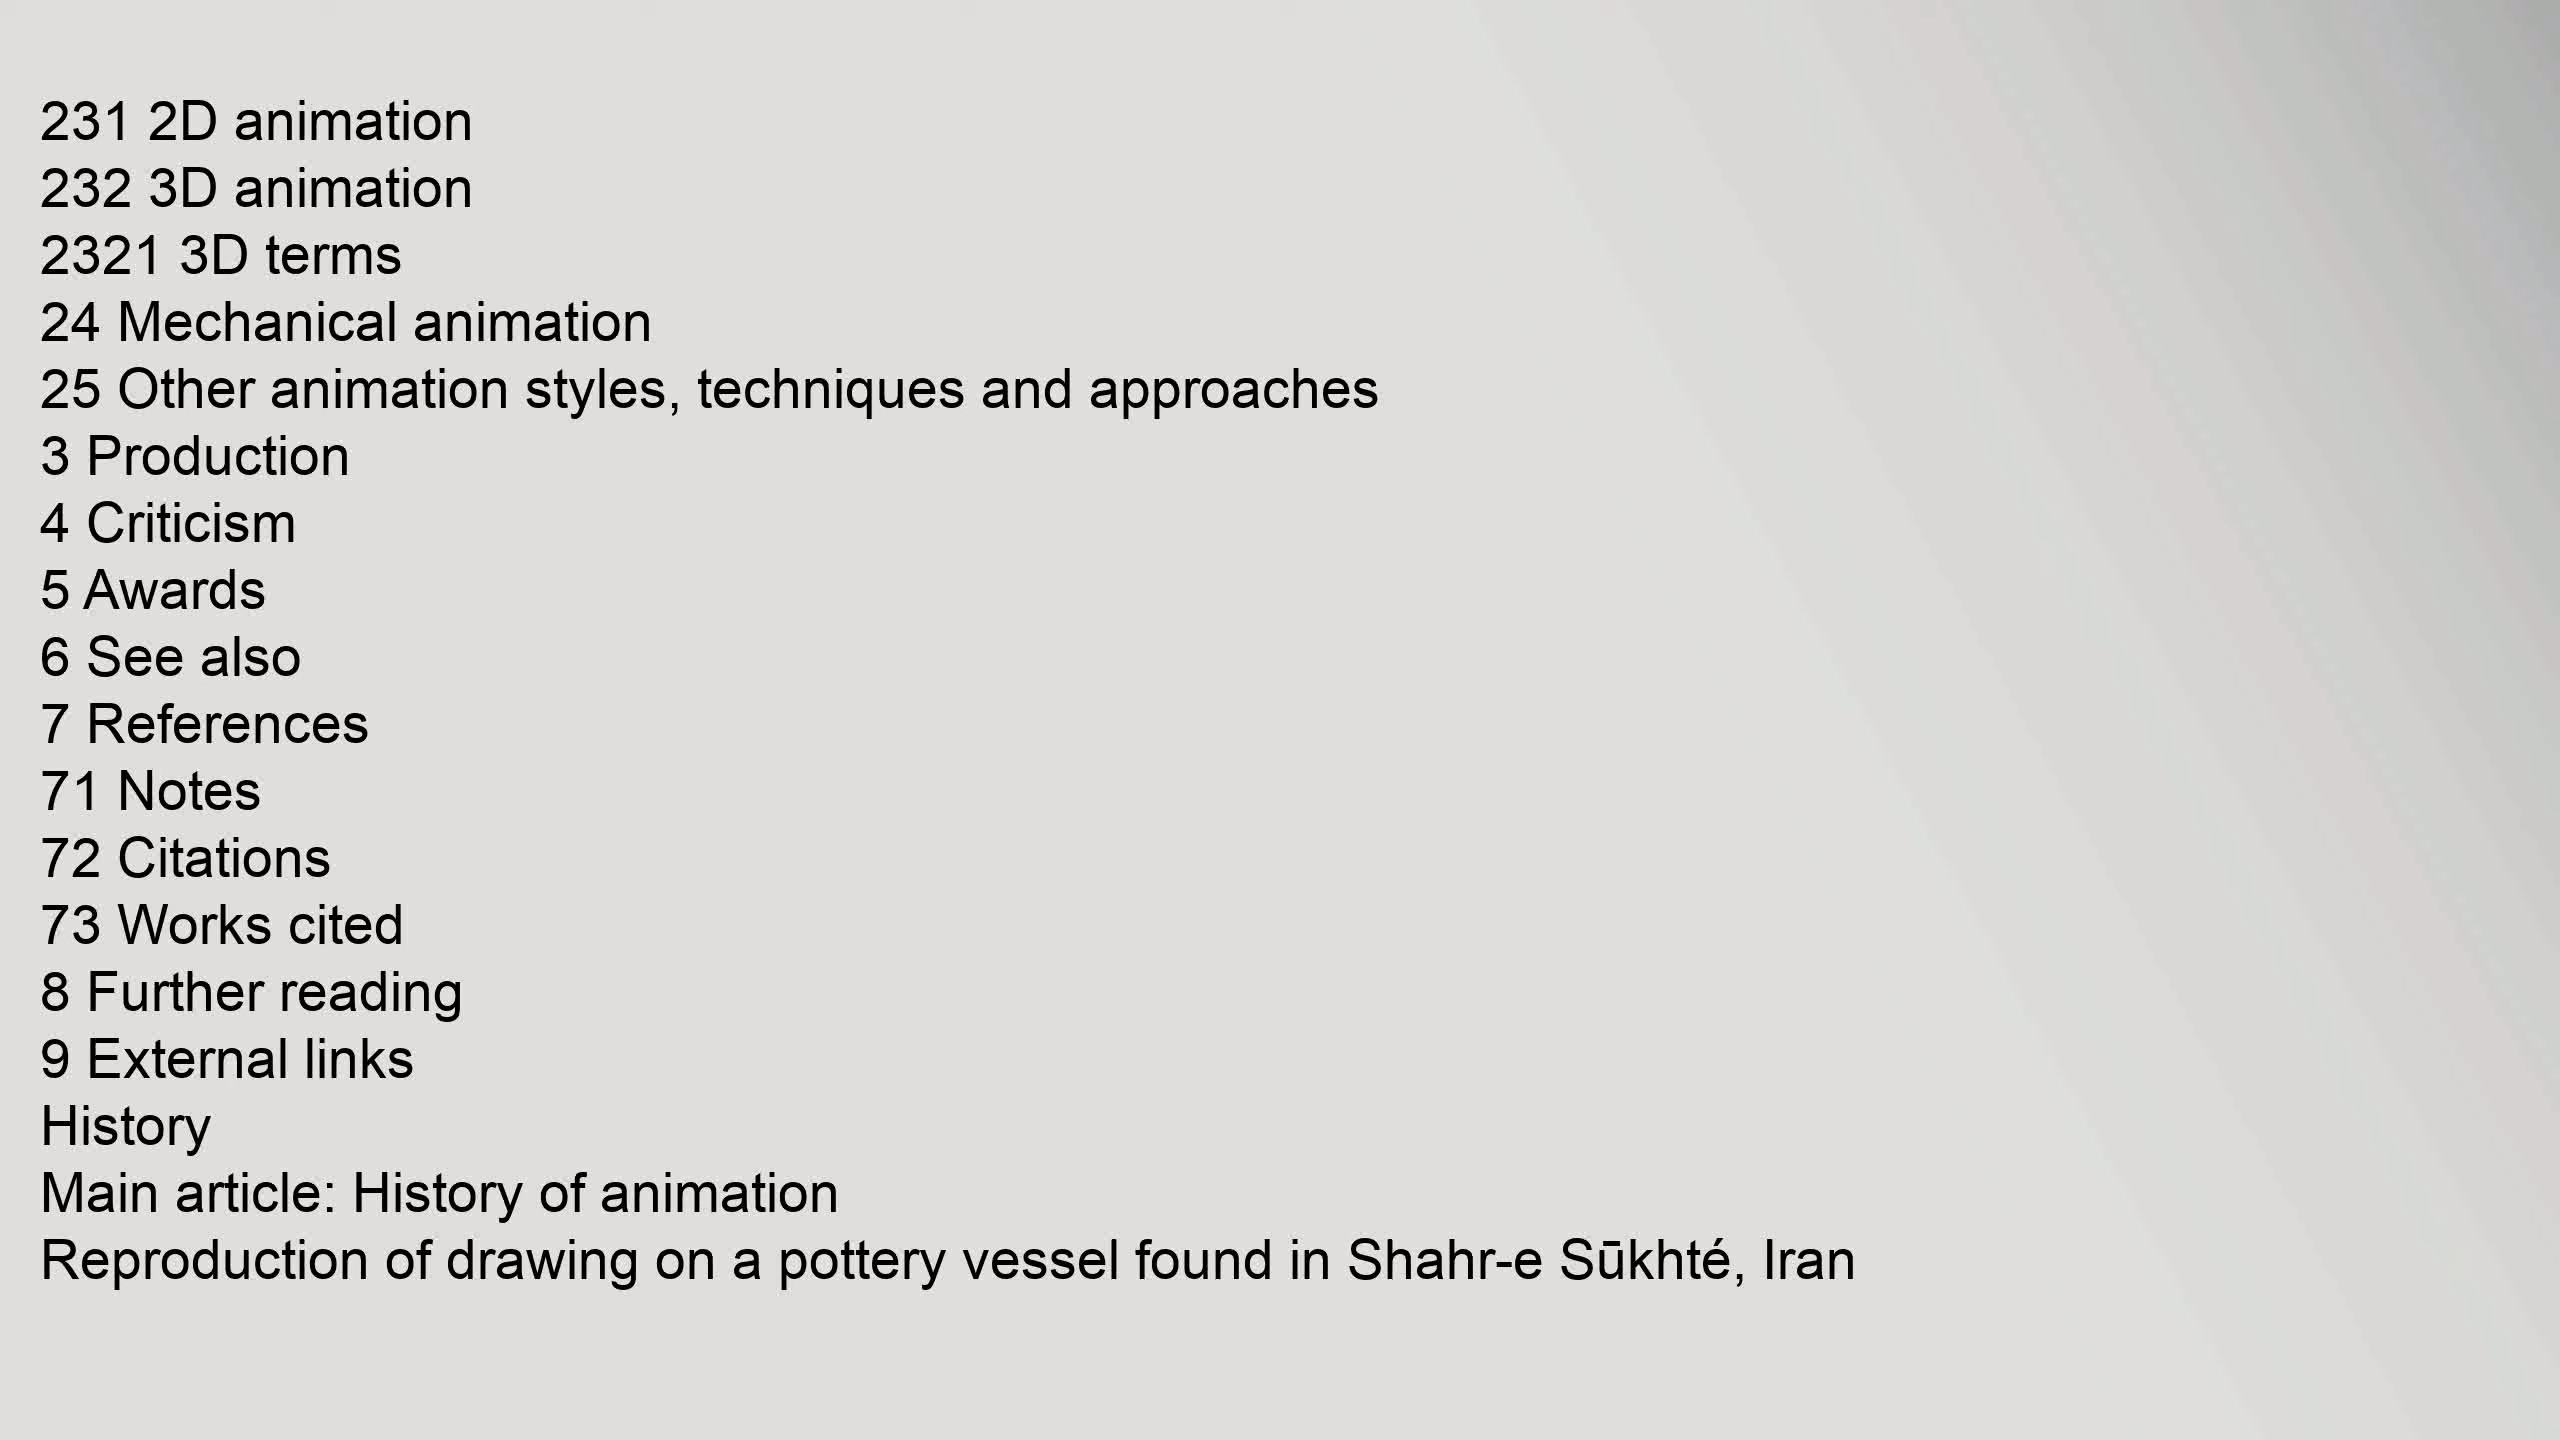 231 2D animation
232 3D animation
2321 3D terms
24 Mechanical animation
25 Other animation styles, techniques and approaches
3 Production
4 Criticism
5 Awards
6 See also
7 References
71 Notes
72 Citations
73 Works cited
8 Further reading
9 External links
History
Main article: History of animation
Reproduction of drawing on a pottery vessel found in Shahr-e Sūkhté, Iran